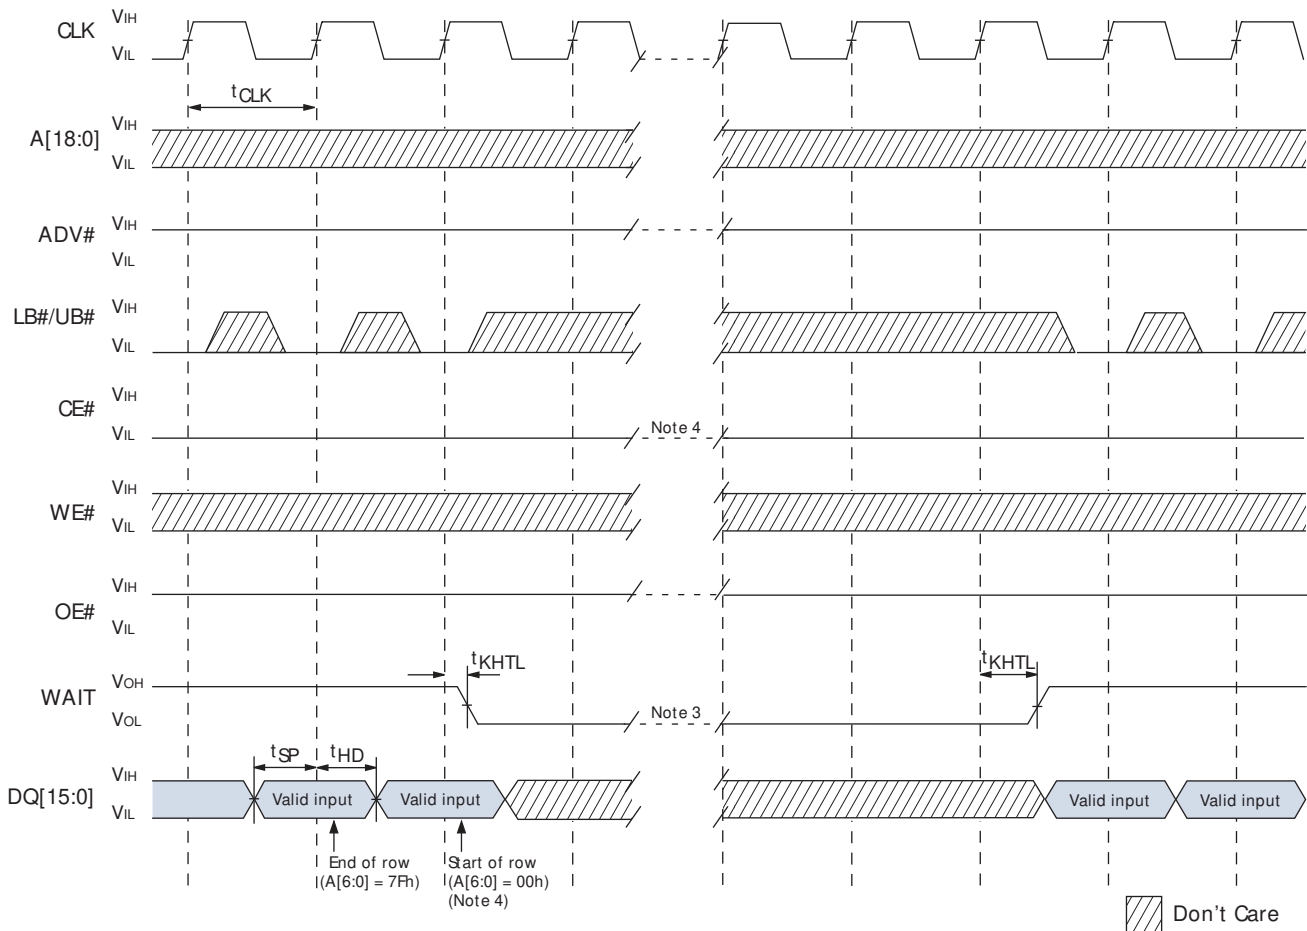 CLK
VIH
VIL
tCLK
A[18:0]
VIH
VIL
ADV#
VIH
VIL
LB#/UB#
VIH
VIL
CE#
VIH
VIL
Note 4
WE#
VIH
VIL
OE#
VIH
VIL
WAIT
VOH
VOL
tKHTL
tKHTL
Note 3
DQ[15:0]
VIH
VIL
tSP
tHD
Valid input
Valid input
Valid input
Valid input
End of row
(A[6:0] = 7Fh)
Start of row
(A[6:0] = 00h)
(Note 4)
Don't Care